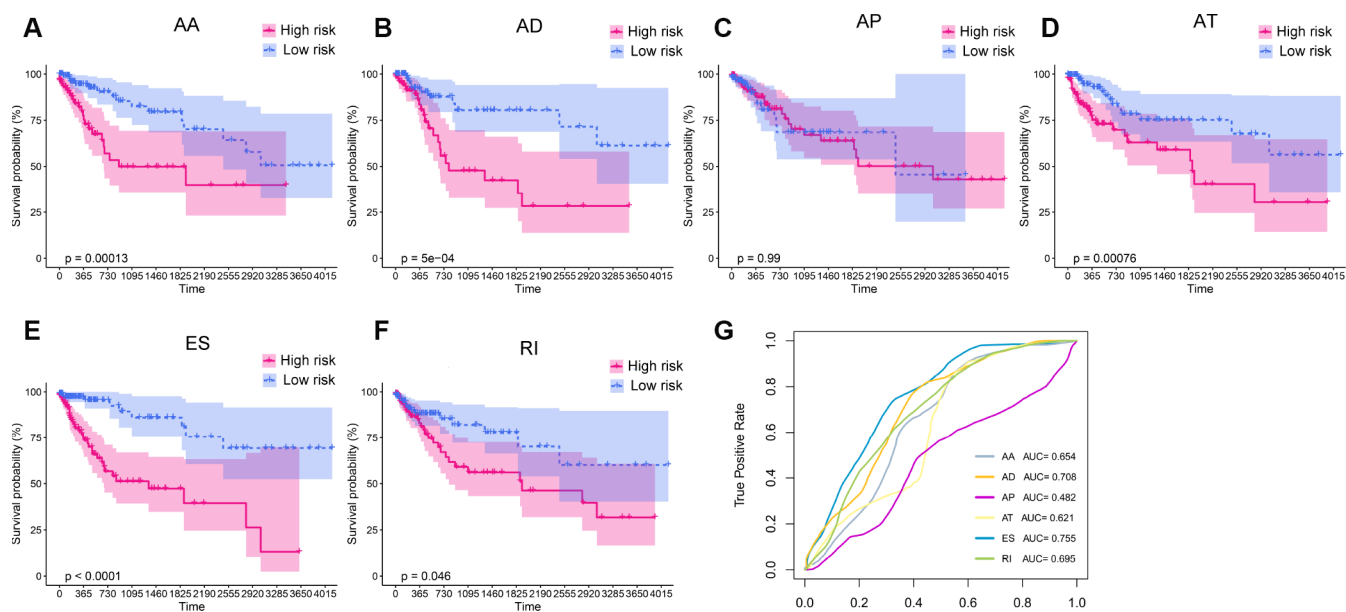 A
AA
High risk
Low risk
Survival probability (%)
100
75
50
25
0
p = 0.00013
0 365 730 1095 1460 1825 2190 2555 2920 3285 3650 4015
Time
B
AD
High risk
Low risk
Survival probability (%)
100
75
50
25
0
p = 5e−04
0 365 730 1095 1460 1825 2190 2555 2920 3285 3650 4015
Time
C
AP
High risk
Low risk
Survival probability (%)
100
75
50
25
0
p = 0.99
0 365 730 1095 1460 1825 2190 2555 2920 3285 3650 4015
Time
D
AT
High risk
Low risk
Survival probability (%)
100
75
50
25
0
p = 0.00076
0 365 730 1095 1460 1825 2190 2555 2920 3285 3650 4015
Time
E
ES
High risk
Low risk
Survival probability (%)
100
75
50
25
0
p < 0.0001
0 365 730 1095 1460 1825 2190 2555 2920 3285 3650 4015
Time
F
RI
High risk
Low risk
Survival probability (%)
100
75
50
25
0
p = 0.046
0 365 730 1095 1460 1825 2190 2555 2920 3285 3650 4015
Time
G
True Positive Rate
1.0
0.8
0.6
0.4
0.2
0.0
AA AUC= 0.654
AD AUC= 0.708
AP AUC= 0.482
AT AUC= 0.621
ES AUC= 0.755
RI AUC= 0.695
0.0 0.2 0.4 0.6 0.8 1.0